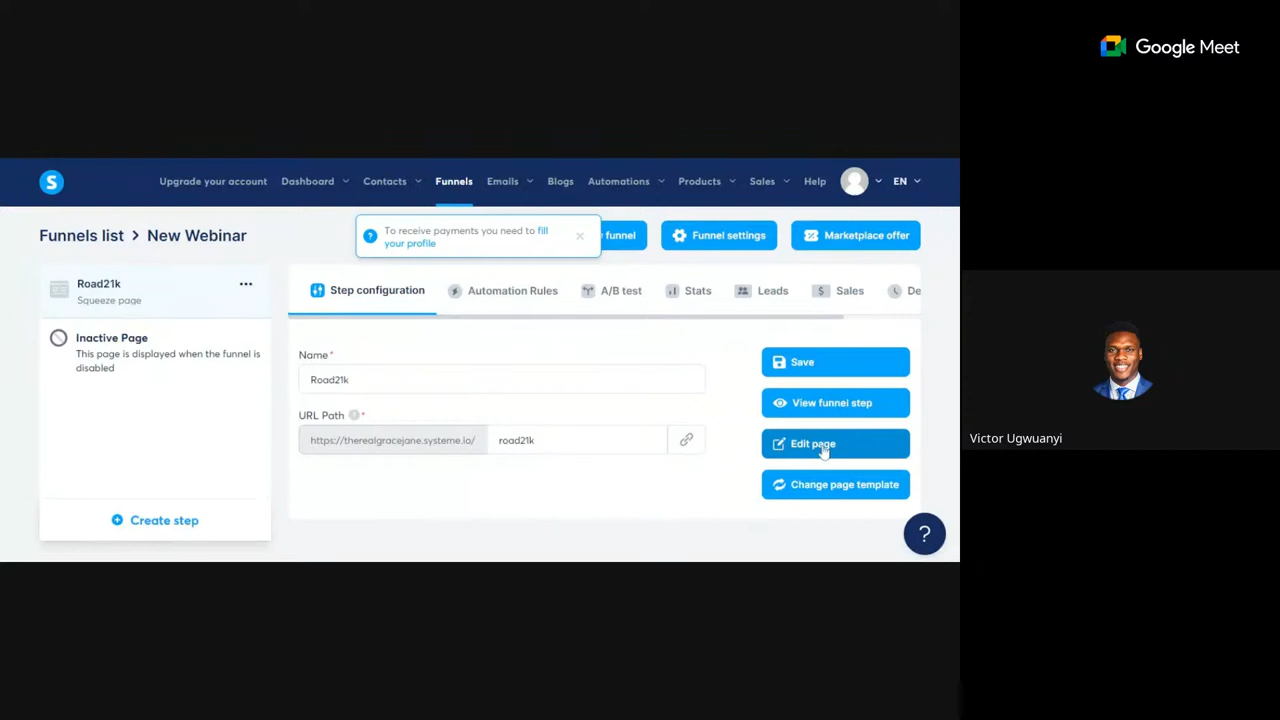 Google Meet
S
Upgrade your account
Dashboard
Contacts
Funnels
Emails
Blogs
Automations
Products
Sales
Help
EN
Funnels list > New Webinar
To receive payments you need to fill
your profile
funnel
Funnel settings
Marketplace offer
Road21k
Squeeze page
Inactive Page
This page is displayed when the funnel is
disabled
Create step
Step configuration
Automation Rules
A/B test
Stats
Leads
Sales
De
Name*
Road21k
URL Path ?*
https://therealgracejane.systeme.io/
road21k
Save
View funnel step
Edit page
Change page template
?
Victor Ugwuanyi